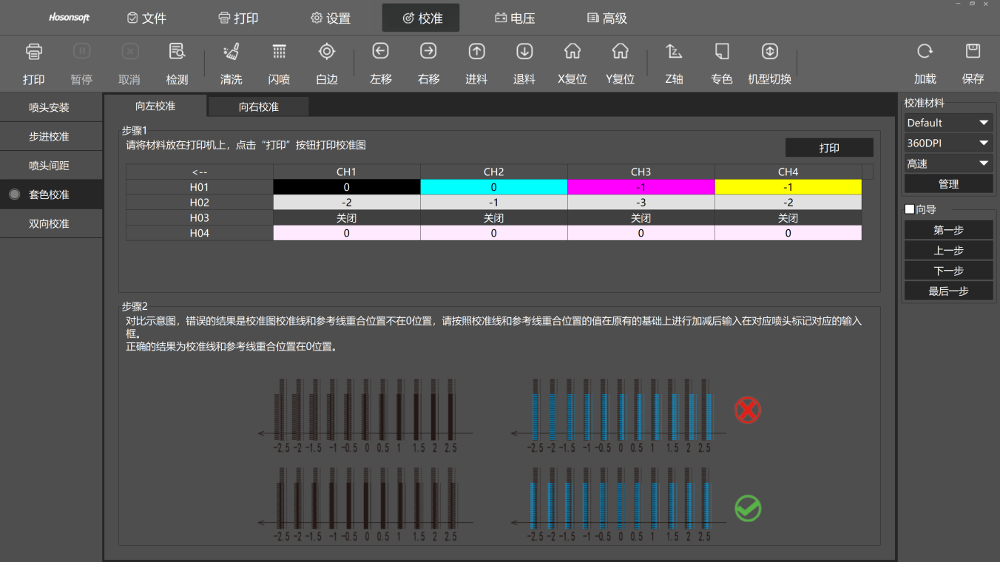 Hosonsoft 文件 打印 设置 校准 电压 高级
打印 暂停 取消 检测 清洗 闪喷 白边 左移 右移 进料 退料 X复位 Y复位 Z轴 专色 机型切换 加载 保存
喷头安装
步进校准
喷头间距
套色校准
双向校准
向左校准 向右校准
步骤1
请将材料放在打印机上，点击“打印”按钮打印校准图
打印
<-- CH1 CH2 CH3 CH4
H01 0 0 -1 -1
H02 -2 -1 -3 -2
H03 关闭 关闭 关闭 关闭
H04 0 0 0 0
步骤2
对比示意图，错误的结果是校准图校准线和参考线重合位置不在0位置，请按照校准线和参考线重合位置的值在原有的基础上进行加减后输入在对应喷头标记对应的输入
框。
正确的结果为校准线和参考线重合位置在0位置。
-2.5 -2 -1.5 -1 -0.5 0 0.5 1 1.5 2 2.5
-2.5 -2 -1.5 -1 -0.5 0 0.5 1 1.5 2 2.5
-2.5 -2 -1.5 -1 -0.5 0 0.5 1 1.5 2 2.5
-2.5 -2 -1.5 -1 -0.5 0 0.5 1 1.5 2 2.5
校准材料
Default
360DPI
高速
管理
向导
第一步
上一步
下一步
最后一步